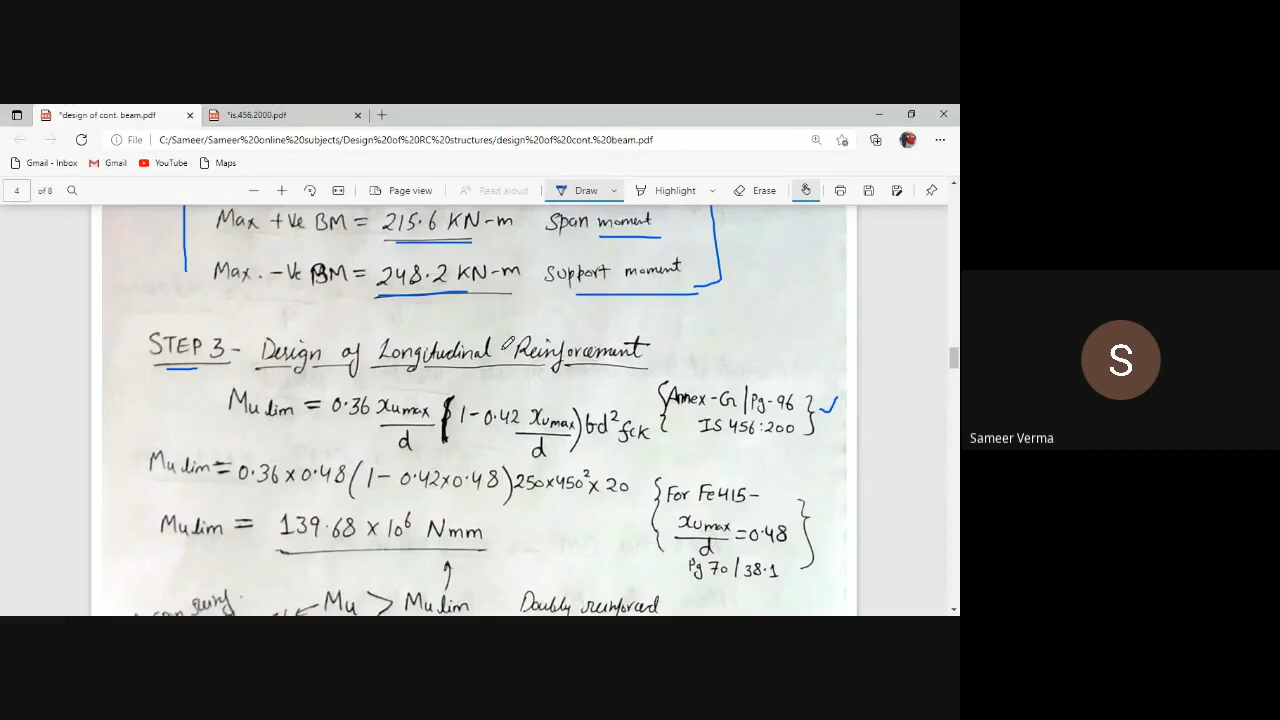 *design of cont. beam.pdf
*is.456.2000.pdf
File
C:/Sameer/Sameer%20online%20subjects/Design%20of%20RC%20structures/design%20of%20cont.%20beam.pdf
Gmail - Inbox
Gmail
YouTube
Maps
4
of 8
Page view
Read aloud
Draw
Highlight
Erase
Max +ve BM = 215.6 KN-m Span moment
Max. -Ve BM = 248.2 KN-m Support moment
STEP 3 - Design of Longitudinal Reinforcement
Mu lim = 0.36 xumax/d (1 - 0.42 xumax/d) bd² fck
{Annex-G | Pg-96
IS 456:200}
Mu lim = 0.36 x 0.48 (1 - 0.42x0.48) 250x450² x 20
Mu lim = 139.68 x 10⁶ Nmm
{For Fe415 -
xumax/d = 0.48
Pg 70 / 38.1}
Mu > Mu lim Doubly reinforced
S
Sameer Verma